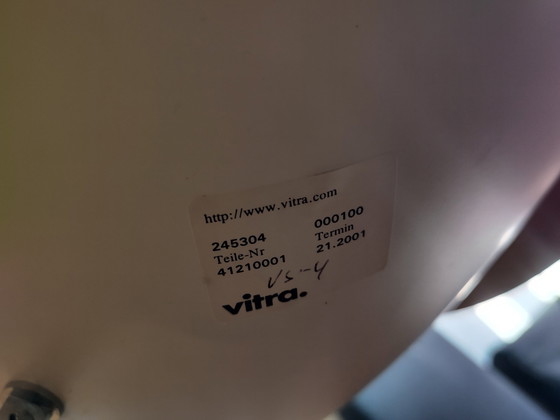 http://www.vitra.com
245304 000100
Teile-Nr Termin
41210001 21.2001
VS-4
vitra.